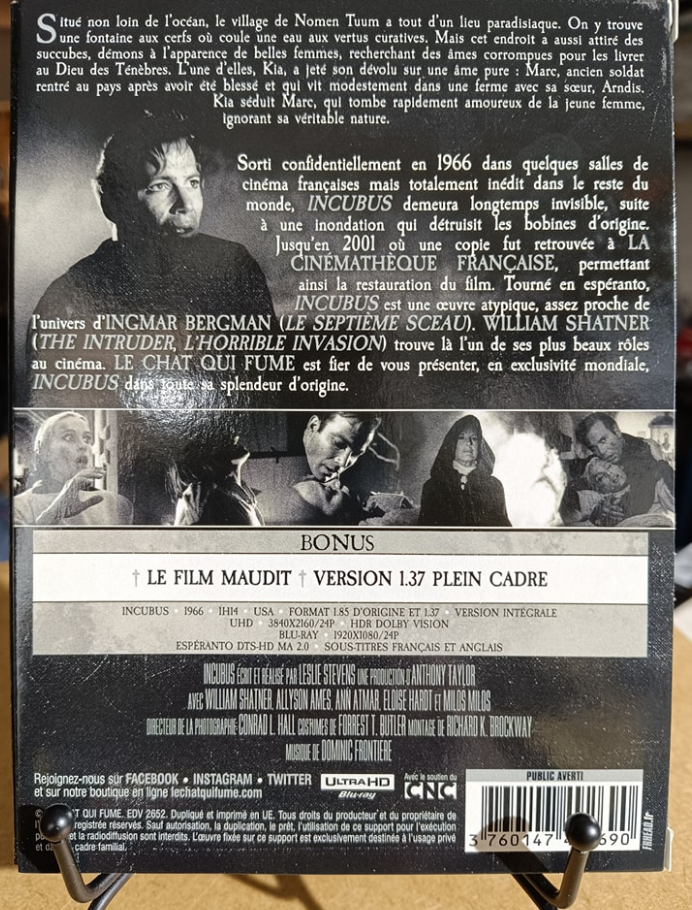 Situé non loin de l'océan, le village de Nomen Tuum a tout d'un lieu paradisiaque. On y trouve
une fontaine aux cerfs où coule une eau aux vertus curatives. Mais cet endroit a aussi attiré des
succubes, démons à l'apparence de belles femmes, recherchant des âmes corrompues pour les livrer
au Dieu des Ténèbres. L'une d'elles, Kia, a jeté son dévolu sur une âme pure : Marc, ancien soldat
rentré au pays après avoir été blessé et qui vit modestement dans une ferme avec sa sœur, Arndis.
Kia séduit Marc, qui tombe rapidement amoureux de la jeune femme,
ignorant sa véritable nature.
Sorti confidentiellement en 1966 dans quelques salles de
cinéma françaises mais totalement inédit dans le reste du
monde, INCUBUS demeura longtemps invisible, suite
à une inondation qui détruisit les bobines d'origine.
Jusqu'en 2001 où une copie fut retrouvée à LA
CINÉMATHÈQUE FRANÇAISE, permettant
ainsi la restauration du film. Tourné en espéranto,
INCUBUS est une œuvre atypique, assez proche de
l'univers d'INGMAR BERGMAN (LE SEPTIÈME SCEAU). WILLIAM SHATNER
(THE INTRUDER, L'HORRIBLE INVASION) trouve là l'un de ses plus beaux rôles
au cinéma. LE CHAT QUI FUME est fier de vous présenter, en exclusivité mondiale,
INCUBUS dans toute sa splendeur d'origine.
BONUS
† LE FILM MAUDIT † VERSION 1.37 PLEIN CADRE
INCUBUS • 1966 • 1H14 • USA • FORMAT 1.85 D'ORIGINE ET 1.37 • VERSION INTÉGRALE
UHD • 3840X2160/24P • HDR DOLBY VISION
BLU-RAY • 1920X1080/24P
ESPÉRANTO DTS-HD MA 2.0 • SOUS-TITRES FRANÇAIS ET ANGLAIS
INCUBUS ÉCRIT ET RÉALISÉ PAR LESLIE STEVENS UNE PRODUCTION D'ANTHONY TAYLOR
AVEC WILLIAM SHATNER, ALLYSON AMES, ANN ATMAR, ELOISE HARDT ET MILOS MILOS
DIRECTEUR DE LA PHOTOGRAPHIE CONRAD L. HALL COSTUMES DE FORREST T. BUTLER MONTAGE DE RICHARD K. BROCKWAY
MUSIQUE DE DOMINIC FRONTIERE
Rejoignez-nous sur FACEBOOK • INSTAGRAM • TWITTER
et sur notre boutique en ligne lechatquifume.com
ULTRA HD
Blu-ray
Avec le soutien du
CNC
PUBLIC AVERTI
© QUI FUME. EDV 2652. Dupliqué et imprimé en UE. Tous droits du producteur et du propriétaire de
registrée réservés. Sauf autorisation, la duplication, le prêt, l'utilisation de ce support pour l'exécution
et la radiodiffusion sont interdits. L'œuvre fixée sur ce support est exclusivement destinée à l'usage privé
cadre familial.
3 760147 690